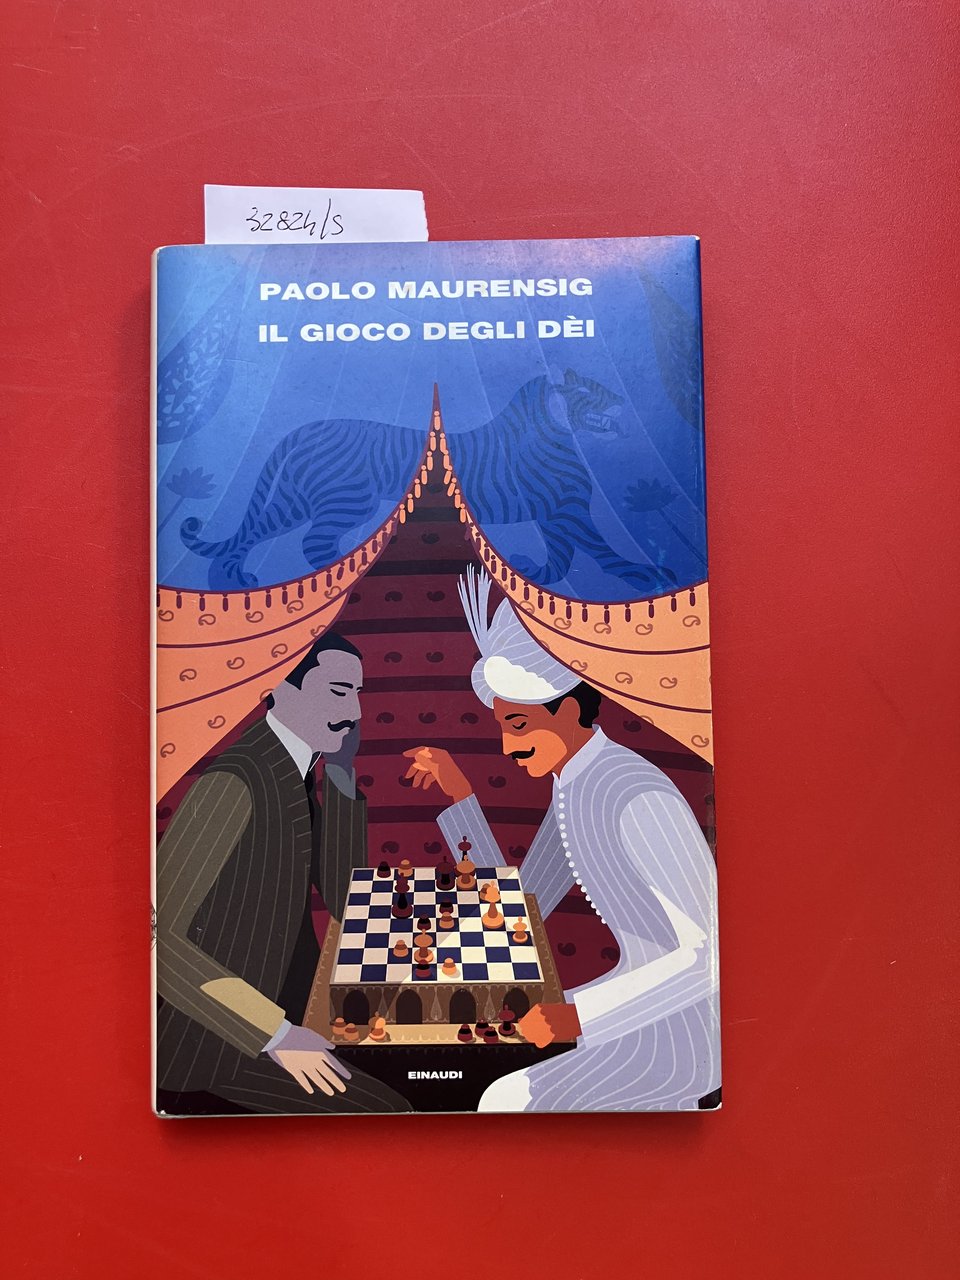 32824/S
PAOLO MAURENSIG
IL GIOCO DEGLI DÈI
EINAUDI